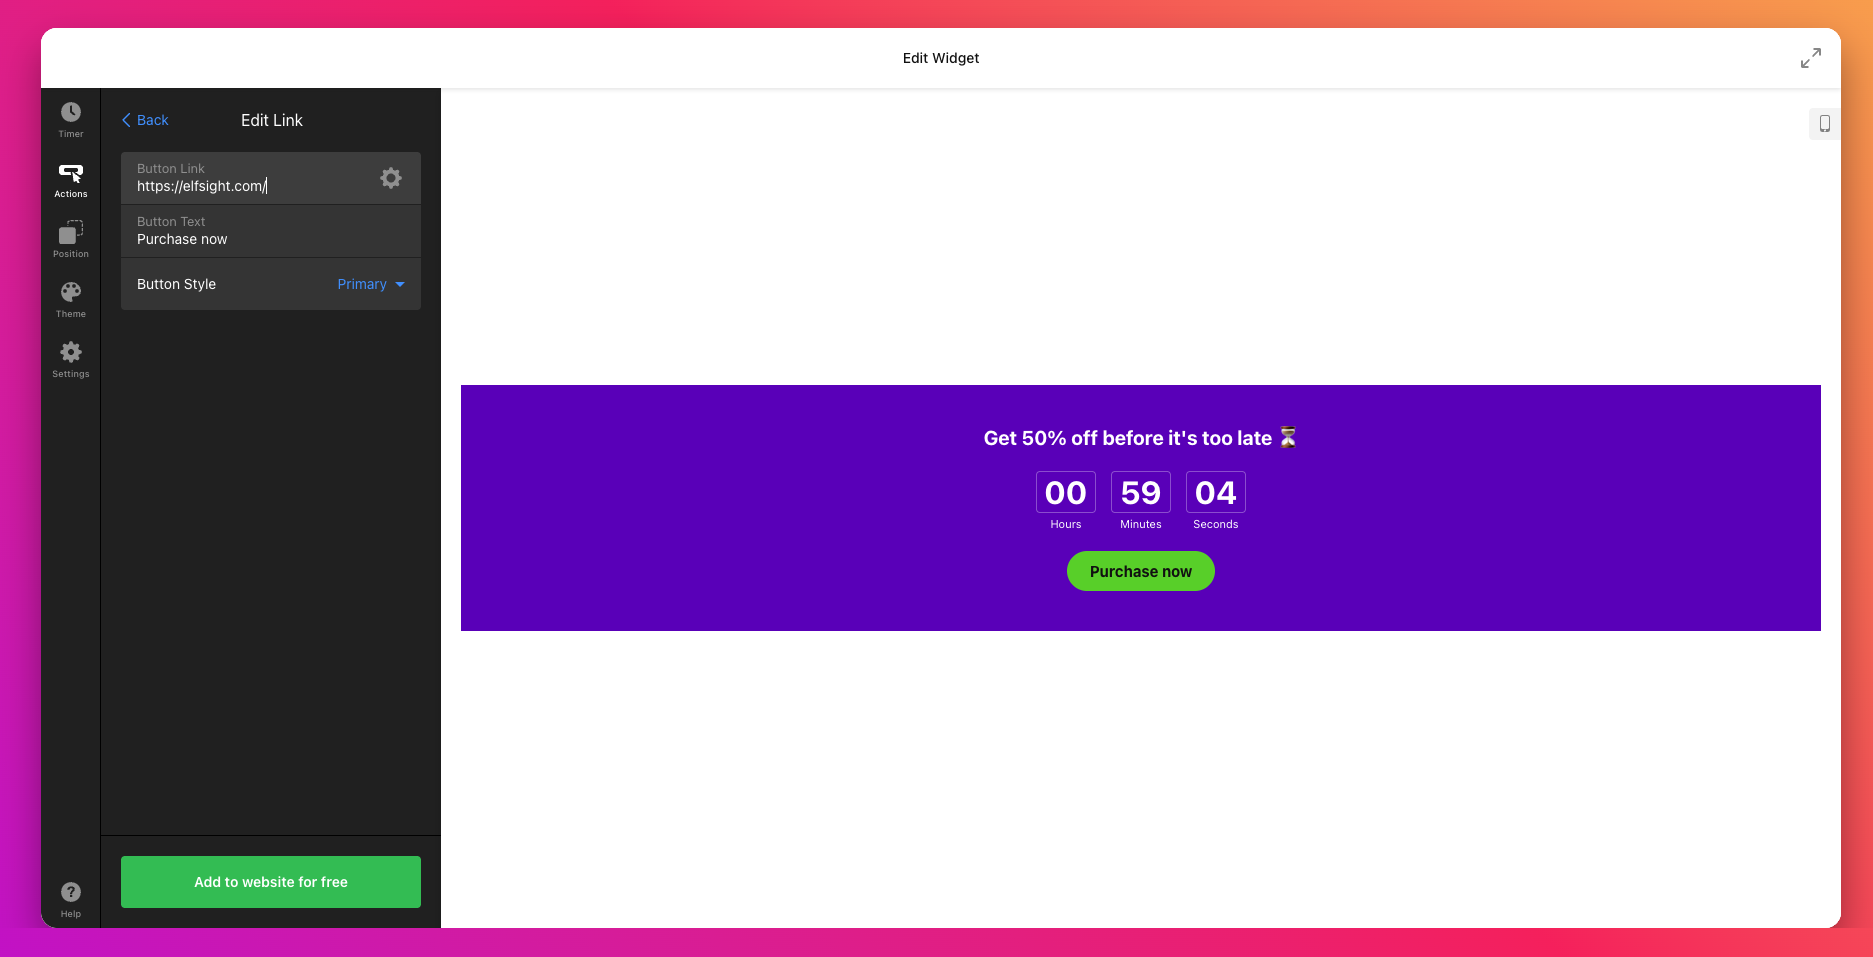 Edit Widget
Timer
Actions
Position
Theme
Settings
Help
Back
Edit Link
Button Link
https://elfsight.com/
Button Text
Purchase now
Button Style
Primary
Add to website for free
Get 50% off before it's too late ⏳
00 59 04
Hours Minutes Seconds
Purchase now